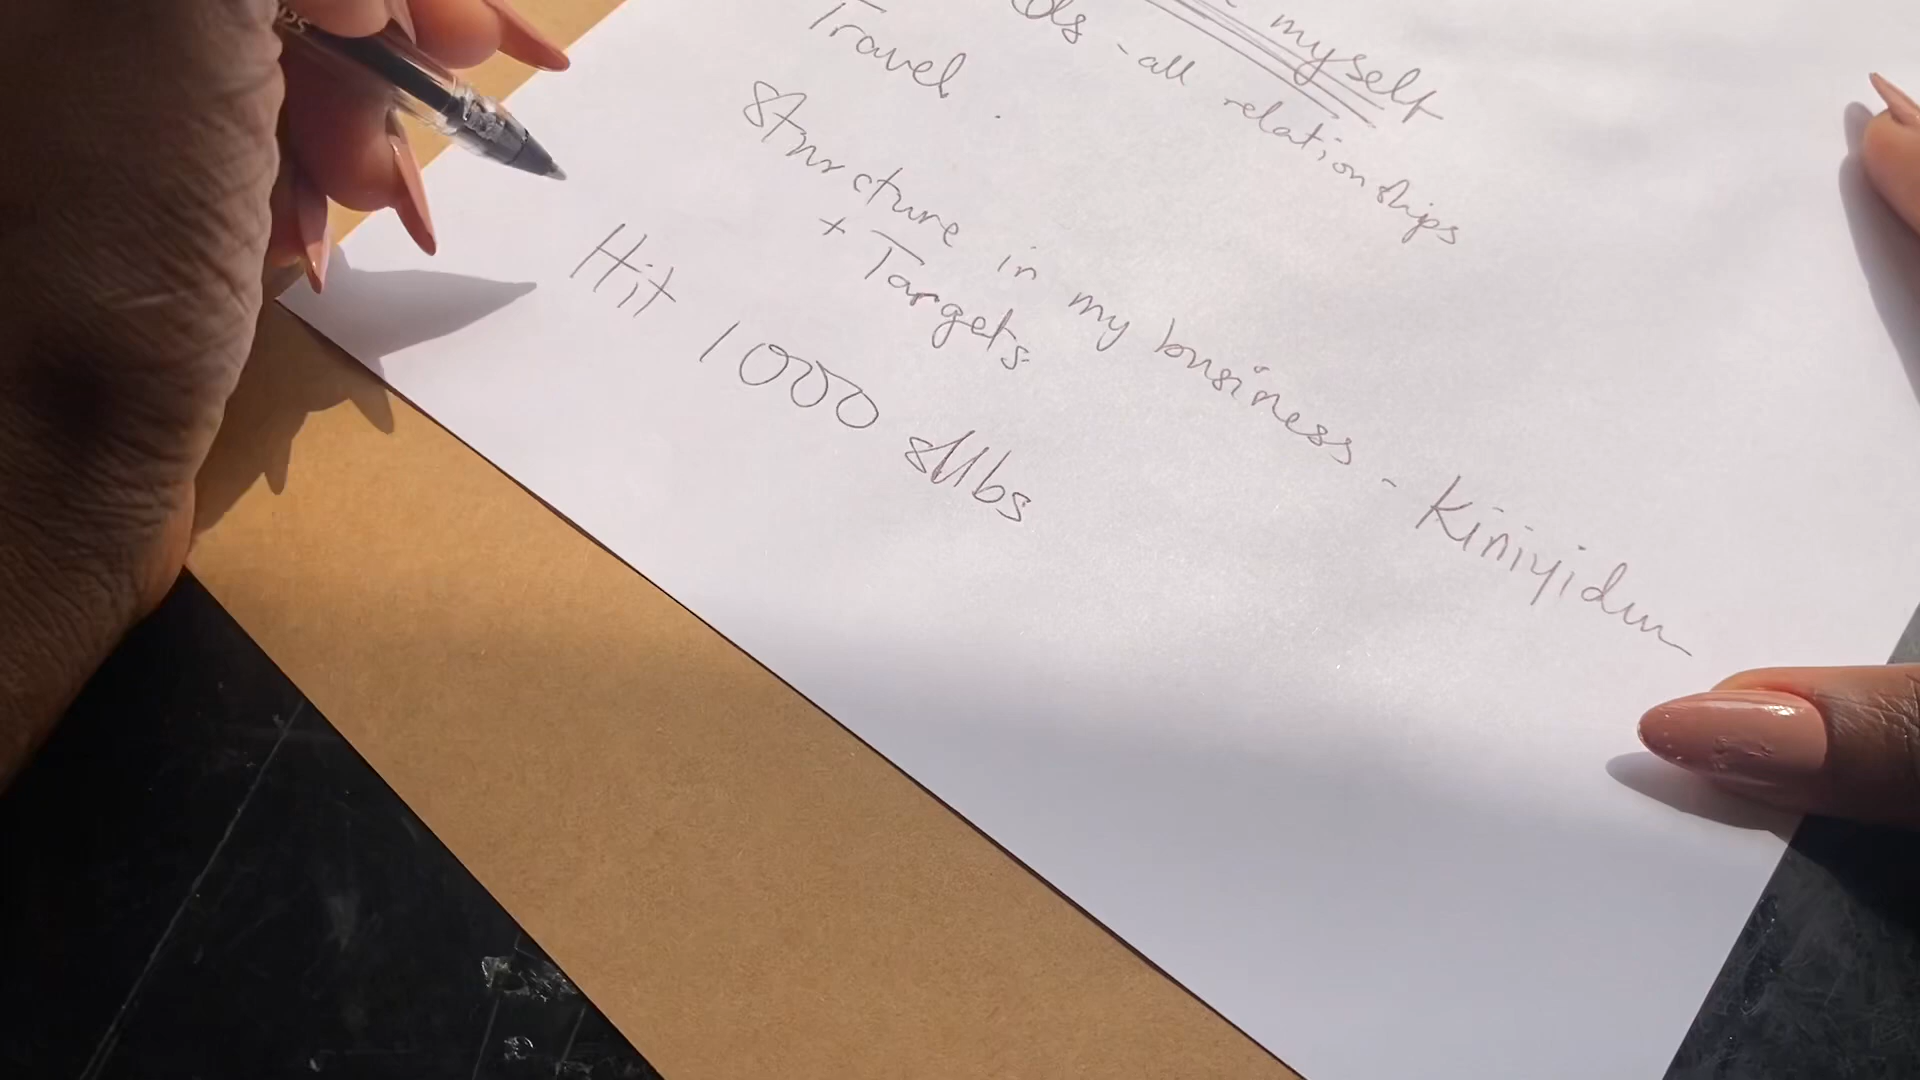 myself
- all relationships
Travel
Structure in my business - Kiniyidun
+ Targets
Hit 1000 subs